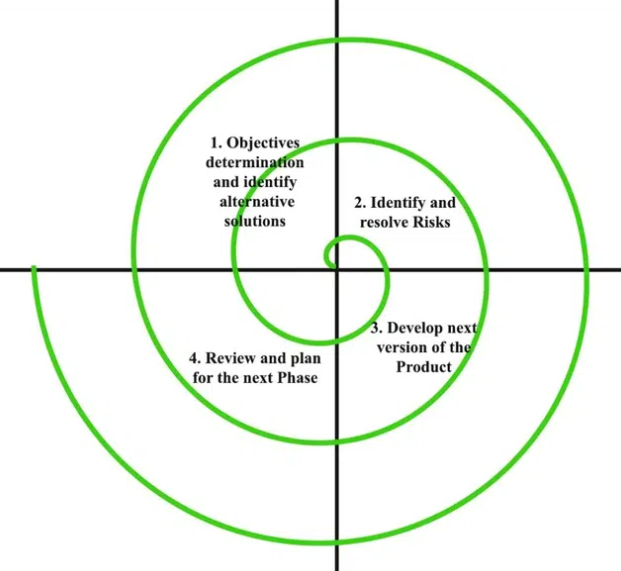 1. Objectives
determination
and identify
alternative
solutions
2. Identify and
resolve Risks
3. Develop next
version of the
Product
4. Review and plan
for the next Phase